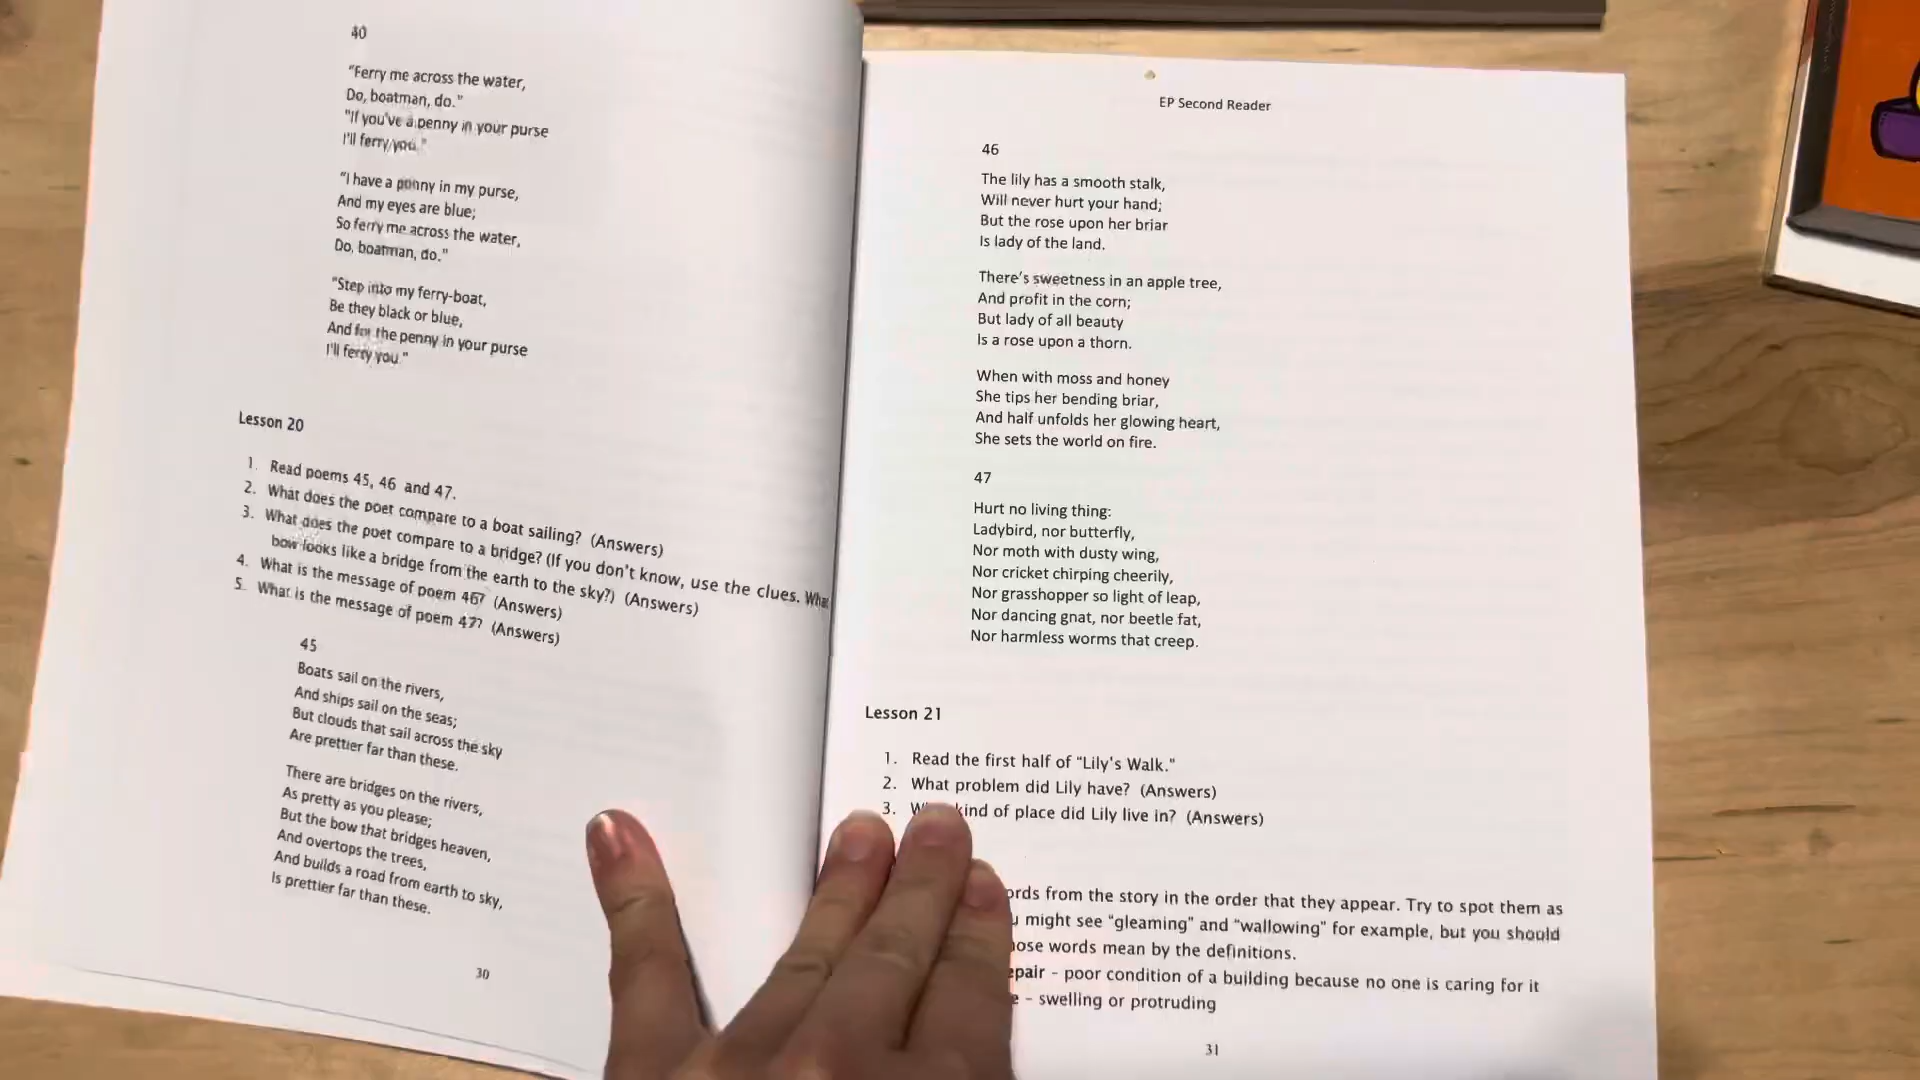 40
"Ferry me across the water,
Do, boatman, do."
"If you've a penny in your purse
I'll ferry you."
"I have a penny in my purse,
And my eyes are blue;
So ferry me across the water,
Do, boatman, do."
"Step into my ferry-boat,
Be they black or blue,
And for the penny in your purse
I'll ferry you."
Lesson 20
1. Read poems 45, 46 and 47.
2. What does the poet compare to a boat sailing? (Answers)
3. What does the poet compare to a bridge? (If you don't know, use the clues. What
bow looks like a bridge from the earth to the sky?) (Answers)
4. What is the message of poem 46? (Answers)
5. What is the message of poem 47? (Answers)
45
Boats sail on the rivers,
And ships sail on the seas;
But clouds that sail across the sky
Are prettier far than these.
There are bridges on the rivers,
As pretty as you please;
But the bow that bridges heaven,
And overtops the trees,
And builds a road from earth to sky,
Is prettier far than these.
30
EP Second Reader
46
The lily has a smooth stalk,
Will never hurt your hand;
But the rose upon her briar
Is lady of the land.
There's sweetness in an apple tree,
And profit in the corn;
But lady of all beauty
Is a rose upon a thorn.
When with moss and honey
She tips her bending briar,
And half unfolds her glowing heart,
She sets the world on fire.
47
Hurt no living thing:
Ladybird, nor butterfly,
Nor moth with dusty wing,
Nor cricket chirping cheerily,
Nor grasshopper so light of leap,
Nor dancing gnat, nor beetle fat,
Nor harmless worms that creep.
Lesson 21
1. Read the first half of "Lily's Walk."
2. What problem did Lily have? (Answers)
3. kind of place did Lily live in? (Answers)
from the story in the order that they appear. Try to spot them as
might see "gleaming" and "wallowing" for example, but you should
words mean by the definitions.
- poor condition of a building because no one is caring for it
- swelling or protruding
31